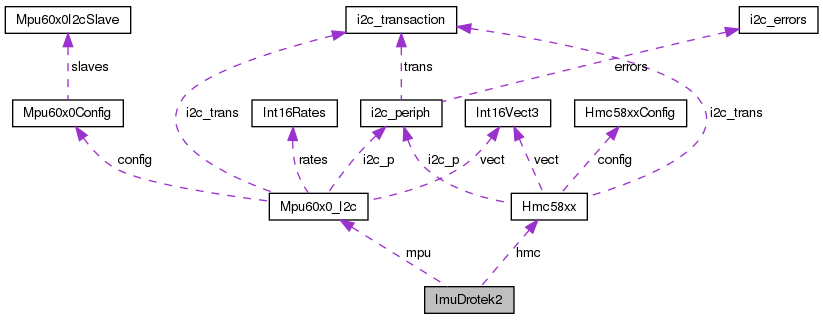 Mpu60x0I2cSlave
i2c_transaction
i2c_errors
slaves
trans
errors
Mpu60x0Config
i2c_trans
Int16Rates
i2c_periph
Int16Vect3
Hmc58xxConfig
i2c_trans
config
rates
i2c_p
i2c_p
vect
vect
config
Mpu60x0_I2c
Hmc58xx
mpu
hmc
ImuDrotek2